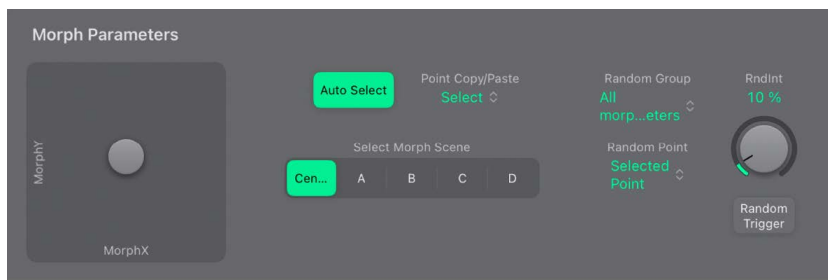 Morph Parameters
Auto Select
Point Copy/Paste
Select
Random Group
All
morp...eters
RndInt
10 %
MorphY
MorphX
Select Morph Scene
Cen...
A
B
C
D
Random Point
Selected
Point
Random
Trigger